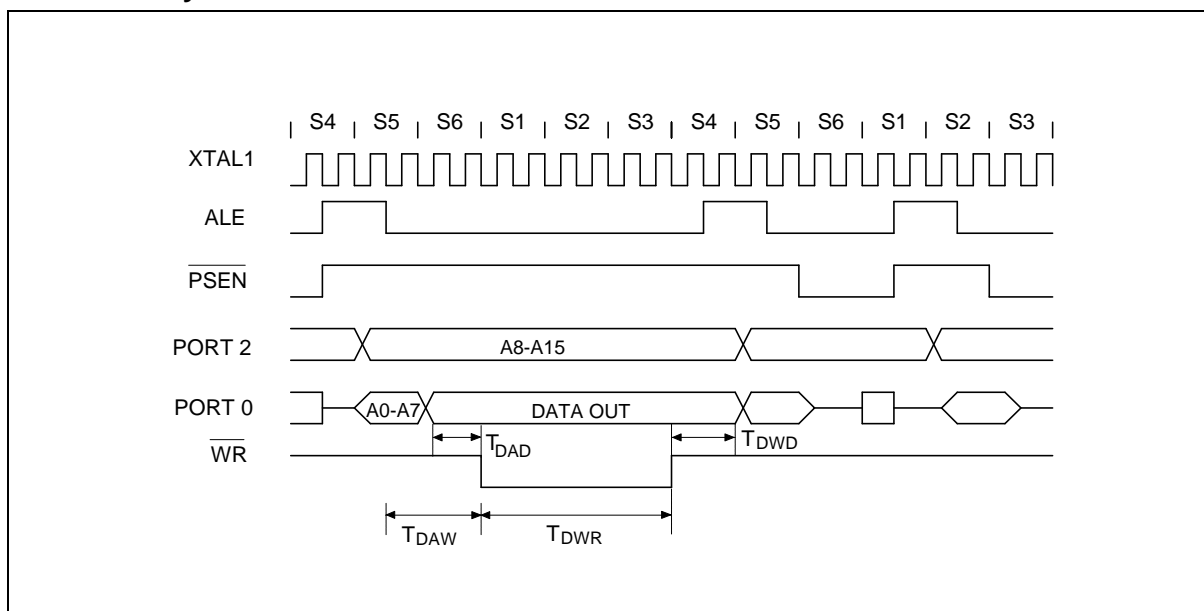 S4 S5 S6 S1 S2 S3 S4 S5 S6 S1 S2 S3
XTAL1
ALE
PSEN
PORT 2 A8-A15
PORT 0 A0-A7 DATA OUT
WR TDAD TDWD
TDAW TDWR